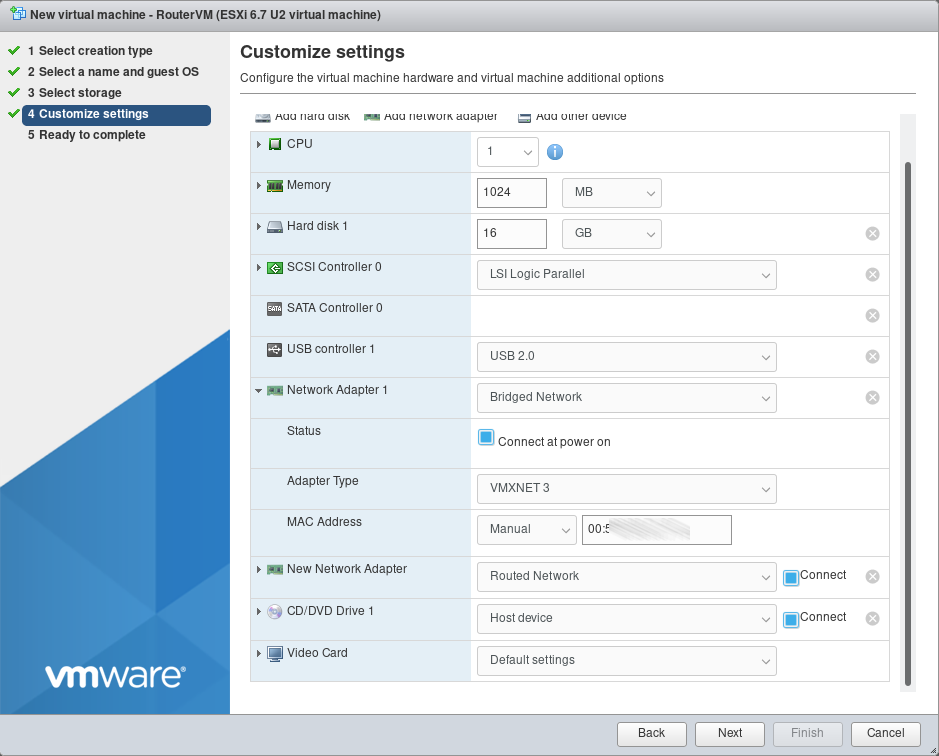 New virtual machine - RouterVM (ESXi 6.7 U2 virtual machine)
1 Select creation type
2 Select a name and guest OS
3 Select storage
4 Customize settings
5 Ready to complete
Customize settings
Configure the virtual machine hardware and virtual machine additional options
Add hard disk Add network adapter Add other device
CPU 1
Memory 1024 MB
Hard disk 1 16 GB
SCSI Controller 0 LSI Logic Parallel
SATA SATA Controller 0
USB controller 1 USB 2.0
Network Adapter 1 Bridged Network
Status Connect at power on
Adapter Type VMXNET 3
MAC Address Manual 00:5
New Network Adapter Routed Network Connect
CD/DVD Drive 1 Host device Connect
Video Card Default settings
vmware®
Back Next Finish Cancel